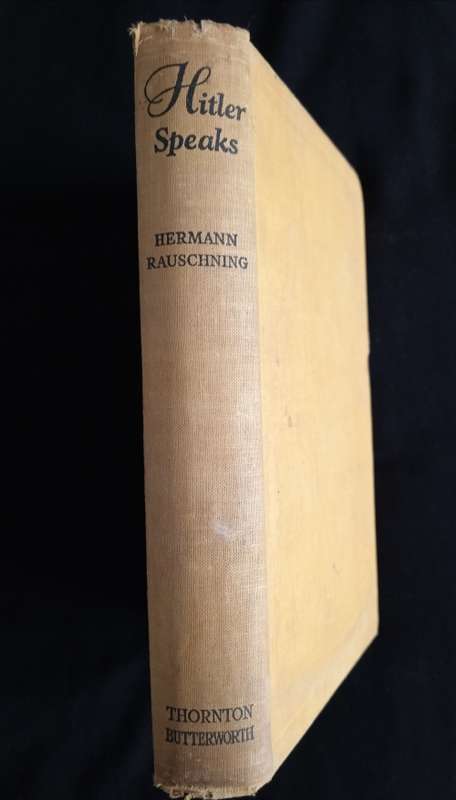 Hitler
Speaks
HERMANN
RAUSCHNING
THORNTON
BUTTERWORTH